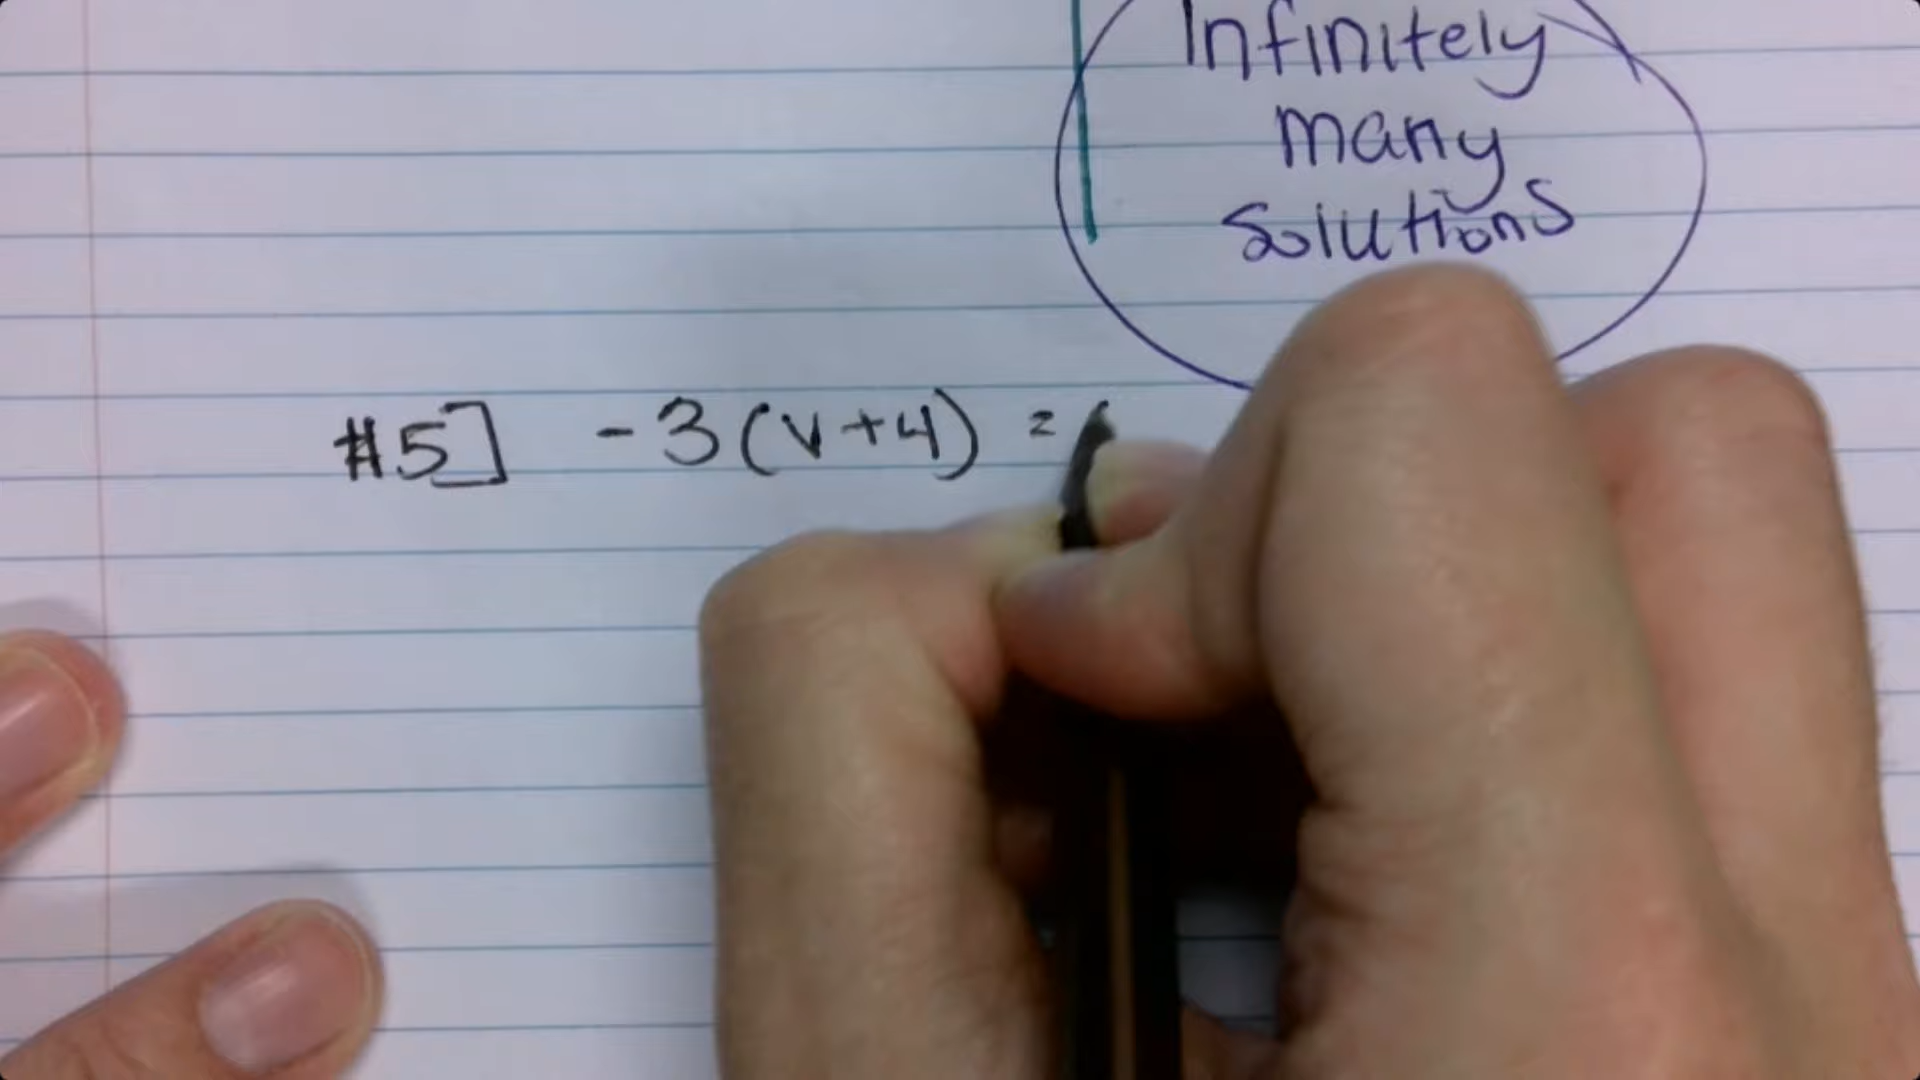 Infinitely
many
solutions
#5] -3(v+4) =